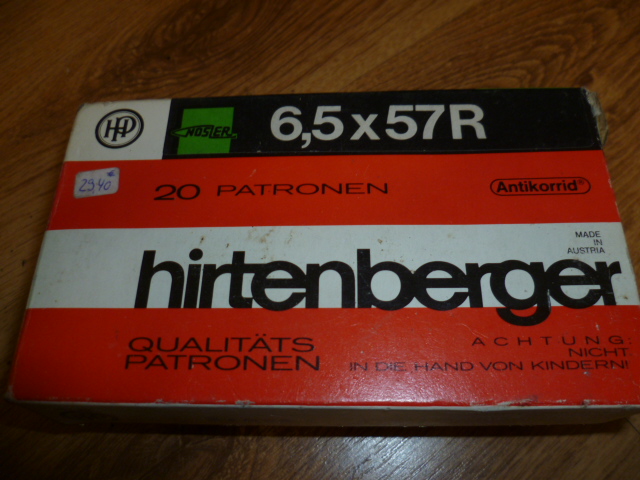 HP
NOSLER
6,5x57R
29.40 €
20 PATRONEN
Antikorrid®
MADE
IN
AUSTRIA
hirtenberger
QUALITÄTS
PATRONEN
ACHTUNG:
NICHT
IN DIE HAND VON KINDERN!